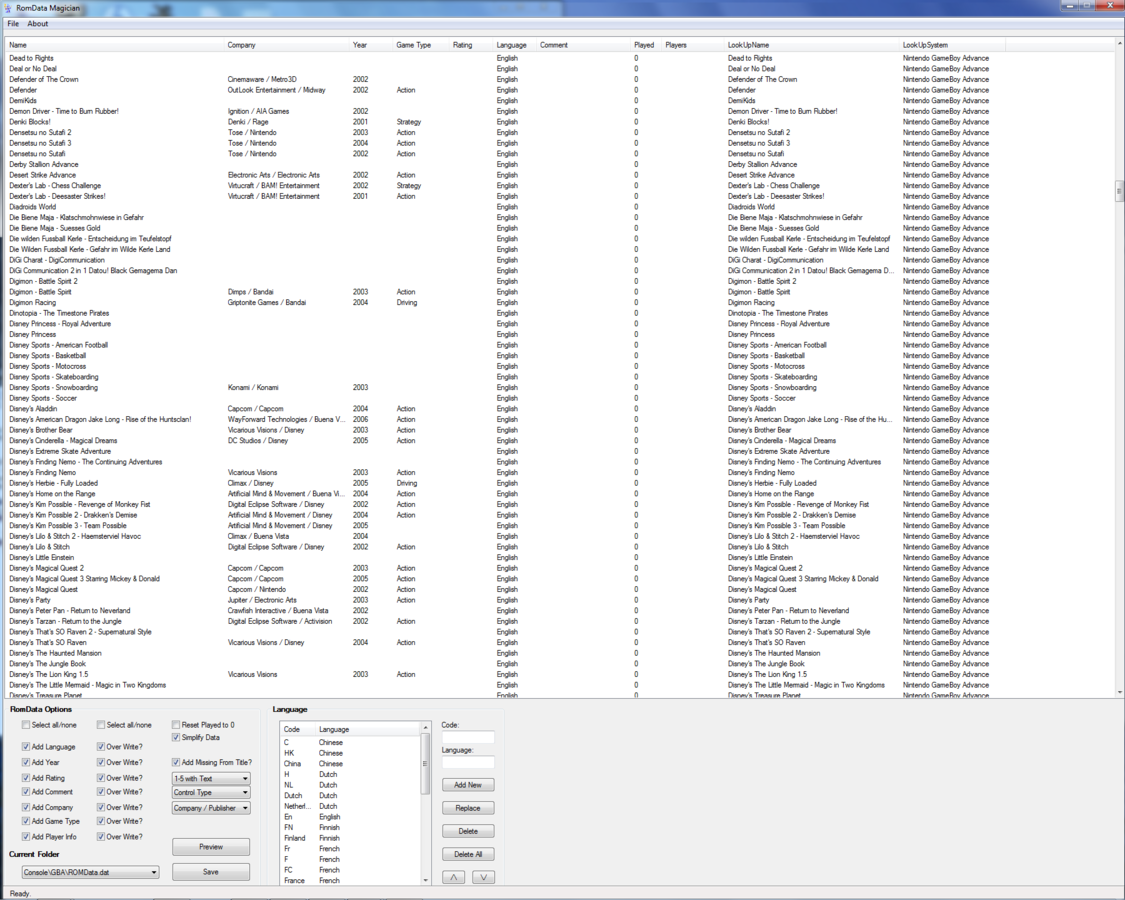 RomData Magician
File About
Name Company Year Game Type Rating Language Comment Played Players LookUpName LookUpSystem
Dead to Rights English 0 Dead to Rights Nintendo GameBoy Advance
Deal or No Deal English 0 Deal or No Deal Nintendo GameBoy Advance
Defender of The Crown Cinemaware / Metro3D 2002 English 0 Defender of The Crown Nintendo GameBoy Advance
Defender OutLook Entertainment / Midway 2002 Action English 0 Defender Nintendo GameBoy Advance
DemiKids English 0 DemiKids Nintendo GameBoy Advance
Demon Driver - Time to Burn Rubber! Ignition / AIA Games 2002 English 0 Demon Driver - Time to Burn Rubber! Nintendo GameBoy Advance
Denki Blocks! Denki / Rage 2001 Strategy English 0 Denki Blocks! Nintendo GameBoy Advance
Densetsu no Sutafi 2 Tose / Nintendo 2003 Action English 0 Densetsu no Sutafi 2 Nintendo GameBoy Advance
Densetsu no Sutafi 3 Tose / Nintendo 2004 Action English 0 Densetsu no Sutafi 3 Nintendo GameBoy Advance
Densetsu no Sutafi Tose / Nintendo 2002 Action English 0 Densetsu no Sutafi Nintendo GameBoy Advance
Derby Stallion Advance English 0 Derby Stallion Advance Nintendo GameBoy Advance
Desert Strike Advance Electronic Arts / Electronic Arts 2002 Action English 0 Desert Strike Advance Nintendo GameBoy Advance
Dexter's Lab - Chess Challenge Virtucraft / BAM! Entertainment 2002 Strategy English 0 Dexter's Lab - Chess Challenge Nintendo GameBoy Advance
Dexter's Lab - Deesaster Strikes! Virtucraft / BAM! Entertainment 2001 Action English 0 Dexter's Lab - Deesaster Strikes! Nintendo GameBoy Advance
Diadroids World English 0 Diadroids World Nintendo GameBoy Advance
Die Biene Maja - Klatschmohnwiese in Gefahr English 0 Die Biene Maja - Klatschmohnwiese in Gefahr Nintendo GameBoy Advance
Die Biene Maja - Suesses Gold English 0 Die Biene Maja - Suesses Gold Nintendo GameBoy Advance
Die wilden Fussball Kerle - Entscheidung im Teufelstopf English 0 Die wilden Fussball Kerle - Entscheidung im Teufelstopf Nintendo GameBoy Advance
Die Wilden Fussball Kerle - Gefahr im Wilde Kerle Land English 0 Die Wilden Fussball Kerle - Gefahr im Wilde Kerle Land Nintendo GameBoy Advance
DiGi Charat - DigiCommunication English 0 DiGi Charat - DigiCommunication Nintendo GameBoy Advance
DiGi Communication 2 in 1 Datou! Black Gemagema Dan English 0 DiGi Communication 2 in 1 Datou! Black Gemagema D... Nintendo GameBoy Advance
Digimon - Battle Spirit 2 English 0 Digimon - Battle Spirit 2 Nintendo GameBoy Advance
Digimon - Battle Spirit Dimps / Bandai 2003 Action English 0 Digimon - Battle Spirit Nintendo GameBoy Advance
Digimon Racing Griptonite Games / Bandai 2004 Driving English 0 Digimon Racing Nintendo GameBoy Advance
Dinotopia - The Timestone Pirates English 0 Dinotopia - The Timestone Pirates Nintendo GameBoy Advance
Disney Princess - Royal Adventure English 0 Disney Princess - Royal Adventure Nintendo GameBoy Advance
Disney Princess English 0 Disney Princess Nintendo GameBoy Advance
Disney Sports - American Football English 0 Disney Sports - American Football Nintendo GameBoy Advance
Disney Sports - Basketball English 0 Disney Sports - Basketball Nintendo GameBoy Advance
Disney Sports - Motocross English 0 Disney Sports - Motocross Nintendo GameBoy Advance
Disney Sports - Skateboarding English 0 Disney Sports - Skateboarding Nintendo GameBoy Advance
Disney Sports - Snowboarding Konami / Konami 2003 English 0 Disney Sports - Snowboarding Nintendo GameBoy Advance
Disney Sports - Soccer English 0 Disney Sports - Soccer Nintendo GameBoy Advance
Disney's Aladdin Capcom / Capcom 2004 Action English 0 Disney's Aladdin Nintendo GameBoy Advance
Disney's American Dragon Jake Long - Rise of the Huntsclan! WayForward Technologies / Buena V... 2006 Action English 0 Disney's American Dragon Jake Long - Rise of the Hu... Nintendo GameBoy Advance
Disney's Brother Bear Vicarious Visions / Disney 2003 Action English 0 Disney's Brother Bear Nintendo GameBoy Advance
Disney's Cinderella - Magical Dreams DC Studios / Disney 2005 Action English 0 Disney's Cinderella - Magical Dreams Nintendo GameBoy Advance
Disney's Extreme Skate Adventure English 0 Disney's Extreme Skate Adventure Nintendo GameBoy Advance
Disney's Finding Nemo - The Continuing Adventures English 0 Disney's Finding Nemo - The Continuing Adventures Nintendo GameBoy Advance
Disney's Finding Nemo Vicarious Visions 2003 Action English 0 Disney's Finding Nemo Nintendo GameBoy Advance
Disney's Herbie - Fully Loaded Climax / Disney 2005 Driving English 0 Disney's Herbie - Fully Loaded Nintendo GameBoy Advance
Disney's Home on the Range Artificial Mind & Movement / Buena Vi... 2004 Action English 0 Disney's Home on the Range Nintendo GameBoy Advance
Disney's Kim Possible - Revenge of Monkey Fist Digital Eclipse Software / Disney 2002 Action English 0 Disney's Kim Possible - Revenge of Monkey Fist Nintendo GameBoy Advance
Disney's Kim Possible 2 - Drakken's Demise Artificial Mind & Movement / Disney 2004 Action English 0 Disney's Kim Possible 2 - Drakken's Demise Nintendo GameBoy Advance
Disney's Kim Possible 3 - Team Possible Artificial Mind & Movement / Disney 2005 English 0 Disney's Kim Possible 3 - Team Possible Nintendo GameBoy Advance
Disney's Lilo & Stitch 2 - Haemsterviel Havoc Climax / Buena Vista 2004 English 0 Disney's Lilo & Stitch 2 - Haemsterviel Havoc Nintendo GameBoy Advance
Disney's Lilo & Stitch Digital Eclipse Software / Disney 2002 Action English 0 Disney's Lilo & Stitch Nintendo GameBoy Advance
Disney's Little Einstein English 0 Disney's Little Einstein Nintendo GameBoy Advance
Disney's Magical Quest 2 Capcom / Capcom 2003 Action English 0 Disney's Magical Quest 2 Nintendo GameBoy Advance
Disney's Magical Quest 3 Starring Mickey & Donald Capcom / Capcom 2005 Action English 0 Disney's Magical Quest 3 Starring Mickey & Donald Nintendo GameBoy Advance
Disney's Magical Quest Capcom / Nintendo 2002 Action English 0 Disney's Magical Quest Nintendo GameBoy Advance
Disney's Party Jupiter / Electronic Arts 2003 Action English 0 Disney's Party Nintendo GameBoy Advance
Disney's Peter Pan - Return to Neverland Crawfish Interactive / Buena Vista 2002 English 0 Disney's Peter Pan - Return to Neverland Nintendo GameBoy Advance
Disney's Tarzan - Return to the Jungle Digital Eclipse Software / Activision 2002 Action English 0 Disney's Tarzan - Return to the Jungle Nintendo GameBoy Advance
Disney's That's SO Raven 2 - Supernatural Style English 0 Disney's That's SO Raven 2 - Supernatural Style Nintendo GameBoy Advance
Disney's That's SO Raven Vicarious Visions / Disney 2004 Action English 0 Disney's That's SO Raven Nintendo GameBoy Advance
Disney's The Haunted Mansion English 0 Disney's The Haunted Mansion Nintendo GameBoy Advance
Disney's The Jungle Book English 0 Disney's The Jungle Book Nintendo GameBoy Advance
Disney's The Lion King 1.5 Vicarious Visions 2003 Action English 0 Disney's The Lion King 1.5 Nintendo GameBoy Advance
Disney's The Little Mermaid - Magic in Two Kingdoms English 0 Disney's The Little Mermaid - Magic in Two Kingdoms Nintendo GameBoy Advance
Disney's Treasure Planet English 0 Disney's Treasure Planet Nintendo GameBoy Advance
RomData Options
Select all/none Select all/none Reset Played to 0
Simplify Data
Add Language Over Write?
Add Year Over Write? Add Missing From Title?
Add Rating Over Write? 1-5 with Text
Add Comment Over Write? Control Type
Add Company Over Write? Company / Publisher
Add Game Type Over Write?
Add Player Info Over Write?
Preview
Current Folder
Console\GBA\ROMData.dat
Save
Language
Code Language
C Chinese
HK Chinese
China Chinese
H Dutch
NL Dutch
Dutch Dutch
Netherl... Dutch
En English
FN Finnish
Finland Finnish
Fr French
F French
FC French
France French
Code:
Language:
Add New
Replace
Delete
Delete All
Ready.